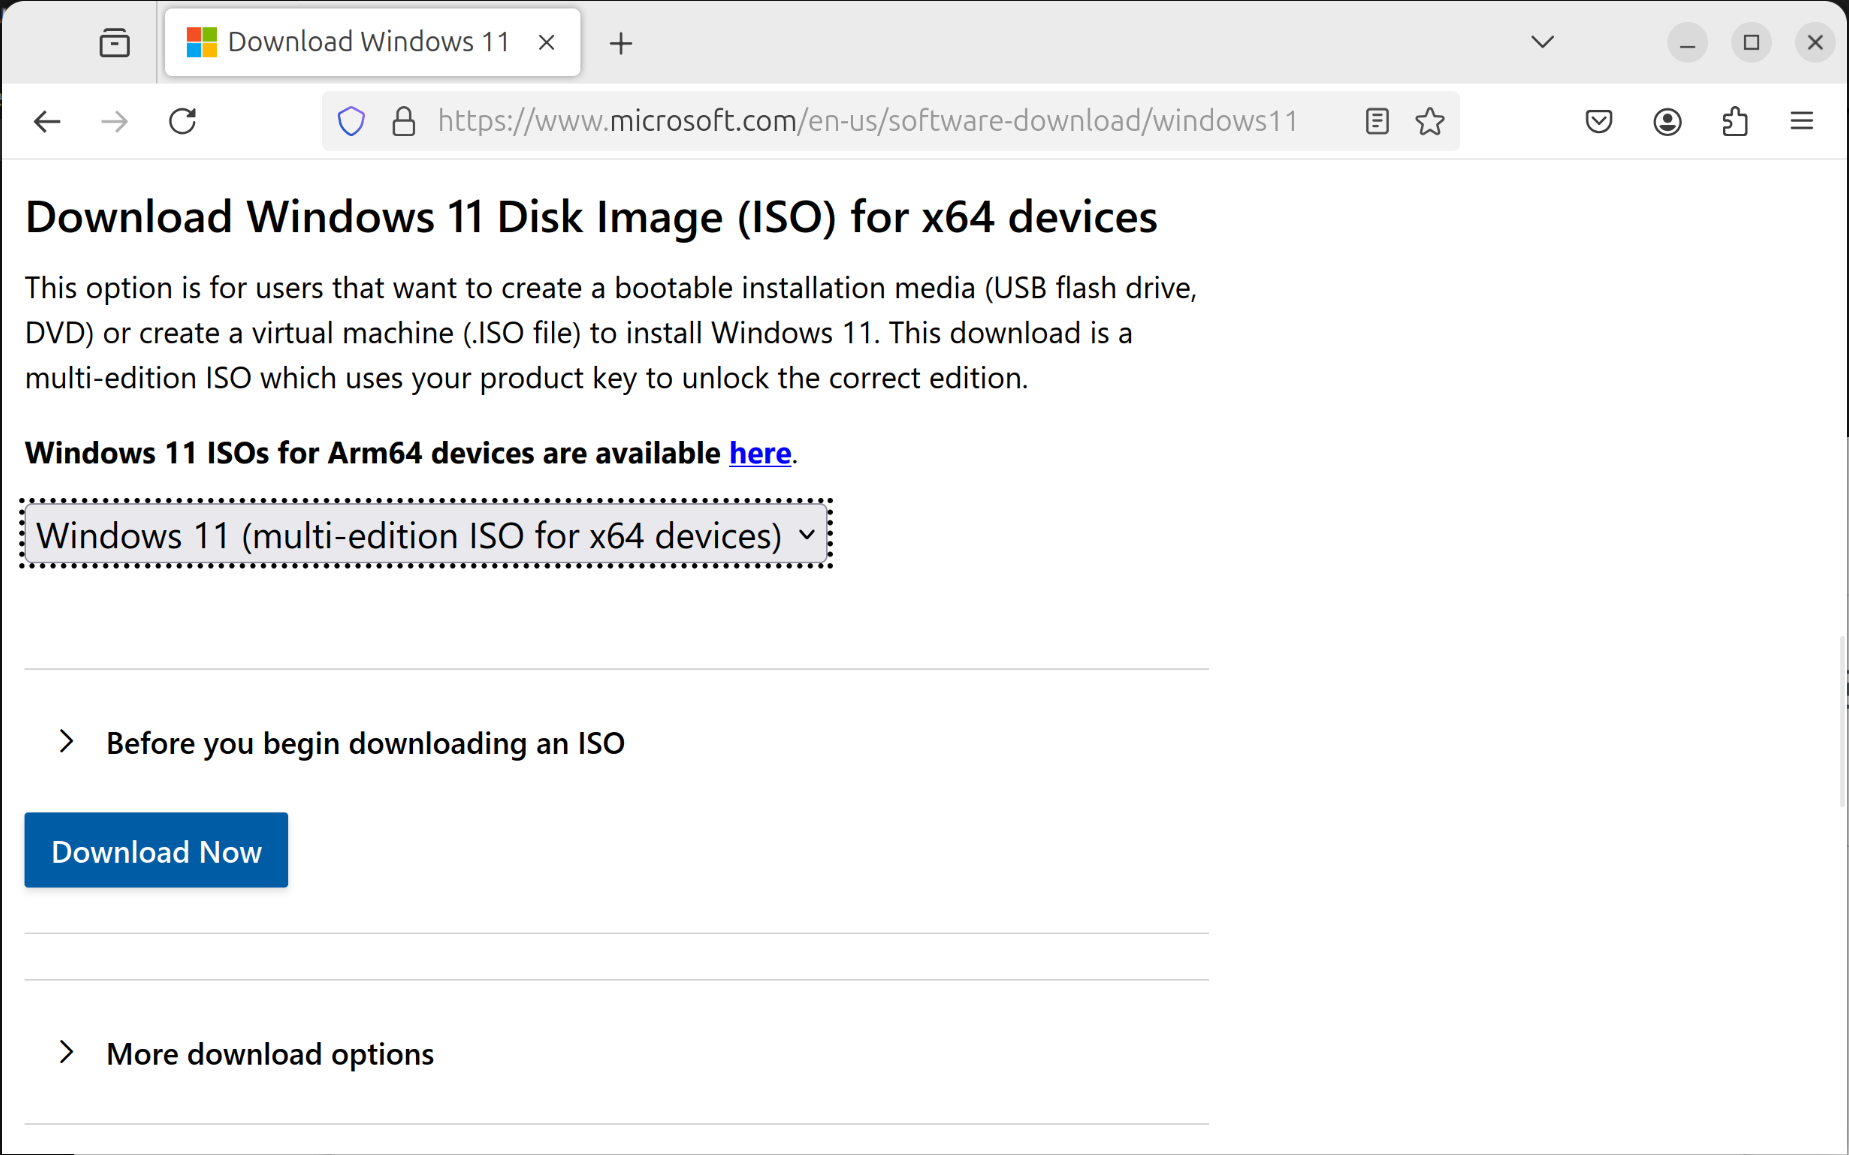 Download Windows 11
https://www.microsoft.com/en-us/software-download/windows11
Download Windows 11 Disk Image (ISO) for x64 devices
This option is for users that want to create a bootable installation media (USB flash drive,
DVD) or create a virtual machine (.ISO file) to install Windows 11. This download is a
multi-edition ISO which uses your product key to unlock the correct edition.
Windows 11 ISOs for Arm64 devices are available here.
Windows 11 (multi-edition ISO for x64 devices)
Before you begin downloading an ISO
Download Now
More download options